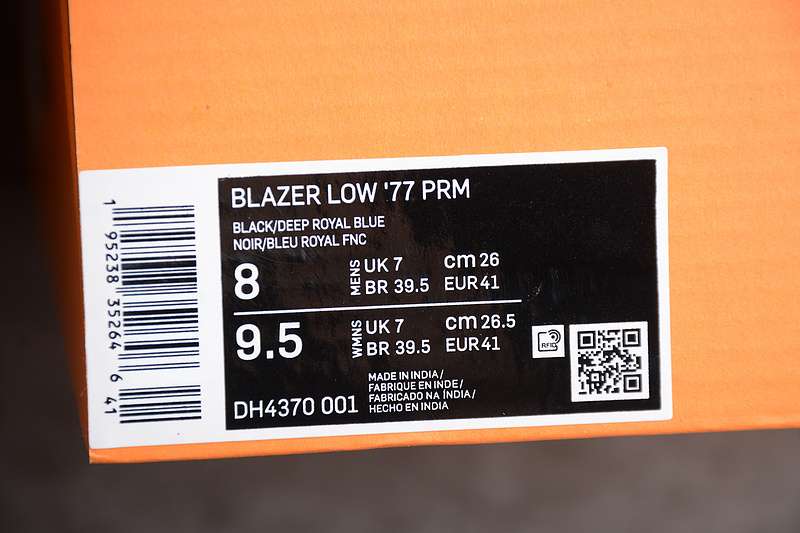 BLAZER LOW '77 PRM
BLACK/DEEP ROYAL BLUE
NOIR/BLEU ROYAL FNC
8 MENS UK 7 cm 26
BR 39.5 EUR 41
9.5 WMNS UK 7 cm 26.5
BR 39.5 EUR 41
DH4370 001
MADE IN INDIA/
FABRIQUE EN INDE/
FABRICADO NA ÍNDIA/
HECHO EN INDIA
RFID
1 95238 35264 6 41